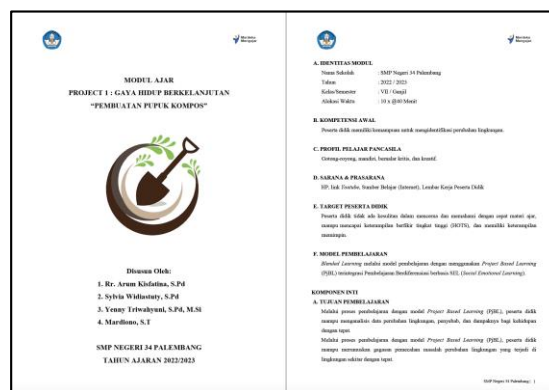 Merdeka
Mengajar
MODUL AJAR
PROJECT 1 : GAYA HIDUP BERKELANJUTAN
“PEMBUATAN PUPUK KOMPOS”
Disusun Oleh:
1. Rr. Arum Kisfatina, S.Pd
2. Sylvia Widiastuty, S.Pd
3. Yenny Triwahyuni, S.Pd, M.Si
4. Mardiono, S.T
SMP NEGERI 34 PALEMBANG
TAHUN AJARAN 2022/2023
Merdeka
Mengajar
A. IDENTITAS MODUL
Nama Sekolah : SMP Negeri 34 Palembang
Tahun : 2022 / 2023
Kelas/Semester : VII / Ganjil
Alokasi Waktu : 10 x @40 Menit
B. KOMPETENSI AWAL
Peserta didik memiliki kemampuan untuk mengidentifikasi perubahan lingkungan.
C. PROFIL PELAJAR PANCASILA
Gotong-royong, mandiri, bernalar kritis, dan kreatif.
D. SARANA & PRASARANA
HP, link Youtube, Sumber Belajar (Internet), Lembar Kerja Peserta Didik
E. TARGET PESERTA DIDIK
Peserta didik tidak ada kesulitan dalam mencerna dan memahami dengan cepat materi ajar,
mampu mencapai keterampilan berfikir tingkat tinggi (HOTS), dan memiliki keterampilan
memimpin.
F. MODEL PEMBELAJARAN
Blended Learning melalui model pembelajaran dengan menggunakan Project Based Learning
(PJBL) terintegrasi Pembelajaran Berdiferensiasi berbasis SEL (Social Emotional Learning).
KOMPONEN INTI
A. TUJUAN PEMBELAJARAN
Melalui proses pembelajaran dengan model Project Based Learning (PJBL), peserta didik
mampu menganalisis data perubahan lingkungan, penyebab, dan dampaknya bagi kehidupan
dengan tepat.
Melalui proses pembelajaran dengan model Project Based Learning (PJBL), peserta didik
mampu merumuskan gagasan pemecahan masalah perubahan lingkungan yang terjadi di
lingkungan sekitar dengan tepat.
SMP Negeri 34 Palembang | 1